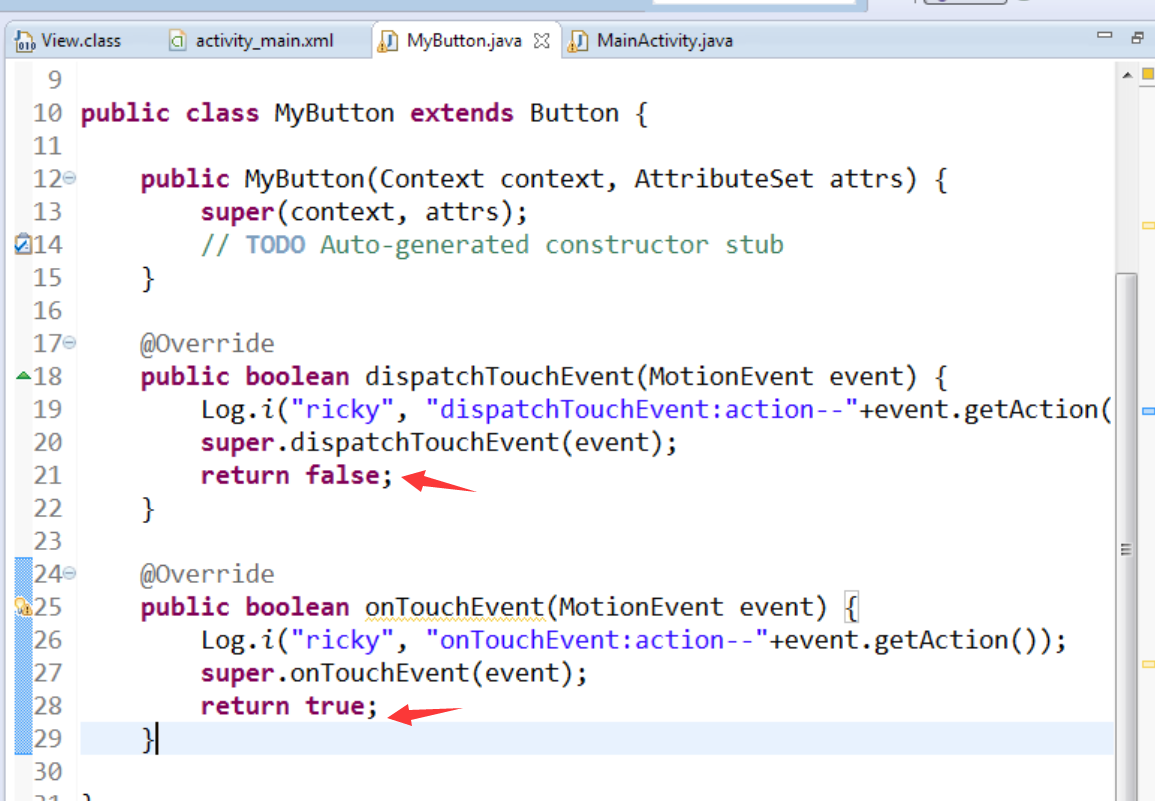 View.class activity_main.xml MyButton.java MainActivity.java
9
10 public class MyButton extends Button {
11
12 public MyButton(Context context, AttributeSet attrs) {
13 super(context, attrs);
14 // TODO Auto-generated constructor stub
15 }
16
17 @Override
18 public boolean dispatchTouchEvent(MotionEvent event) {
19 Log.i("ricky", "dispatchTouchEvent:action--"+event.getAction(
20 super.dispatchTouchEvent(event);
21 return false;
22 }
23
24 @Override
25 public boolean onTouchEvent(MotionEvent event) {
26 Log.i("ricky", "onTouchEvent:action--"+event.getAction());
27 super.onTouchEvent(event);
28 return true;
29 }
30
31 }